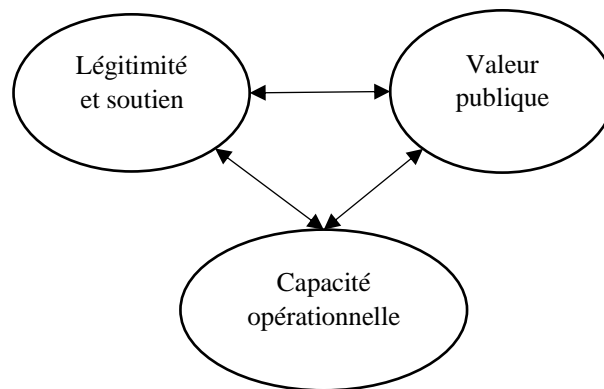 Légitimité
et soutien
Valeur
publique
Capacité
opérationnelle